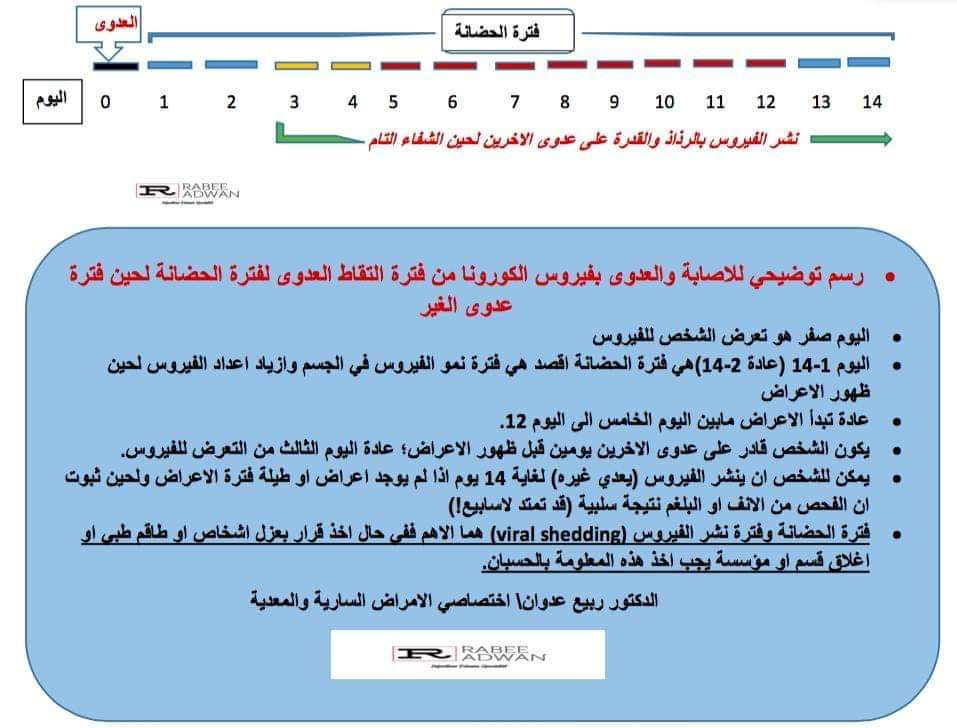 العدوى
فترة الحضانة
اليوم 0 1 2 3 4 5 6 7 8 9 10 11 12 13 14
نشر الفيروس بالرذاذ والقدرة على عدوى الاخرين لحين الشفاء التام
RABEE
ADWAN
• رسم توضيحي للاصابة والعدوى بفيروس الكورونا من فترة التقاط العدوى لفترة الحضانة لحين فترة
عدوى الغير
• اليوم صفر هو تعرض الشخص للفيروس
• اليوم 1-14 (عادة 2-14)هي فترة الحضانة اقصد هي فترة نمو الفيروس في الجسم وازياد اعداد الفيروس لحين
ظهور الاعراض
• عادة تبدأ الاعراض مابين اليوم الخامس الى اليوم 12.
• يكون الشخص قادر على عدوى الاخرين يومين قبل ظهور الاعراض؛ عادة اليوم الثالث من التعرض للفيروس.
• يمكن للشخص ان ينشر الفيروس (يعدي غيره) لغاية 14 يوم اذا لم يوجد اعراض او طيلة فترة الاعراض ولحين ثبوت
ان الفحص من الانف او البلغم نتيجة سلبية (قد تمتد لاسابيع!)
• فترة الحضانة وفترة نشر الفيروس (viral shedding) هما الاهم ففي حال اخذ قرار بعزل اشخاص او طاقم طبي او
اغلاق قسم او مؤسسة يجب اخذ هذه المعلومة بالحسبان.
الدكتور ربيع عدوان\ اختصاصي الامراض السارية والمعدية
RABEE
ADWAN